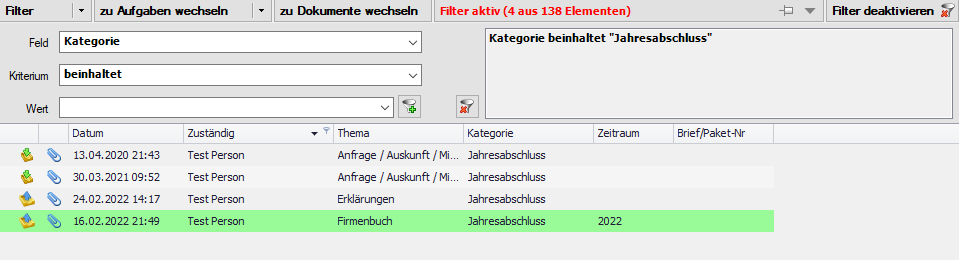 Filter zu Aufgaben wechseln zu Dokumente wechseln Filter aktiv (4 aus 138 Elementen) Filter deaktivieren
Feld Kategorie Kategorie beinhaltet "Jahresabschluss"
Kriterium beinhaltet
Wert
Datum Zuständig Thema Kategorie Zeitraum Brief/Paket-Nr
13.04.2020 21:43 Test Person Anfrage / Auskunft / Mi... Jahresabschluss
30.03.2021 09:52 Test Person Anfrage / Auskunft / Mi... Jahresabschluss
24.02.2022 14:17 Test Person Erklärungen Jahresabschluss
16.02.2022 21:49 Test Person Firmenbuch Jahresabschluss 2022